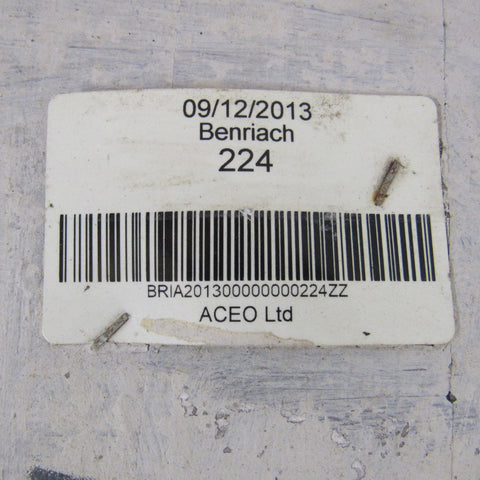 09/12/2013
Benriach
224
BRIA201300000000224ZZ
ACEO Ltd